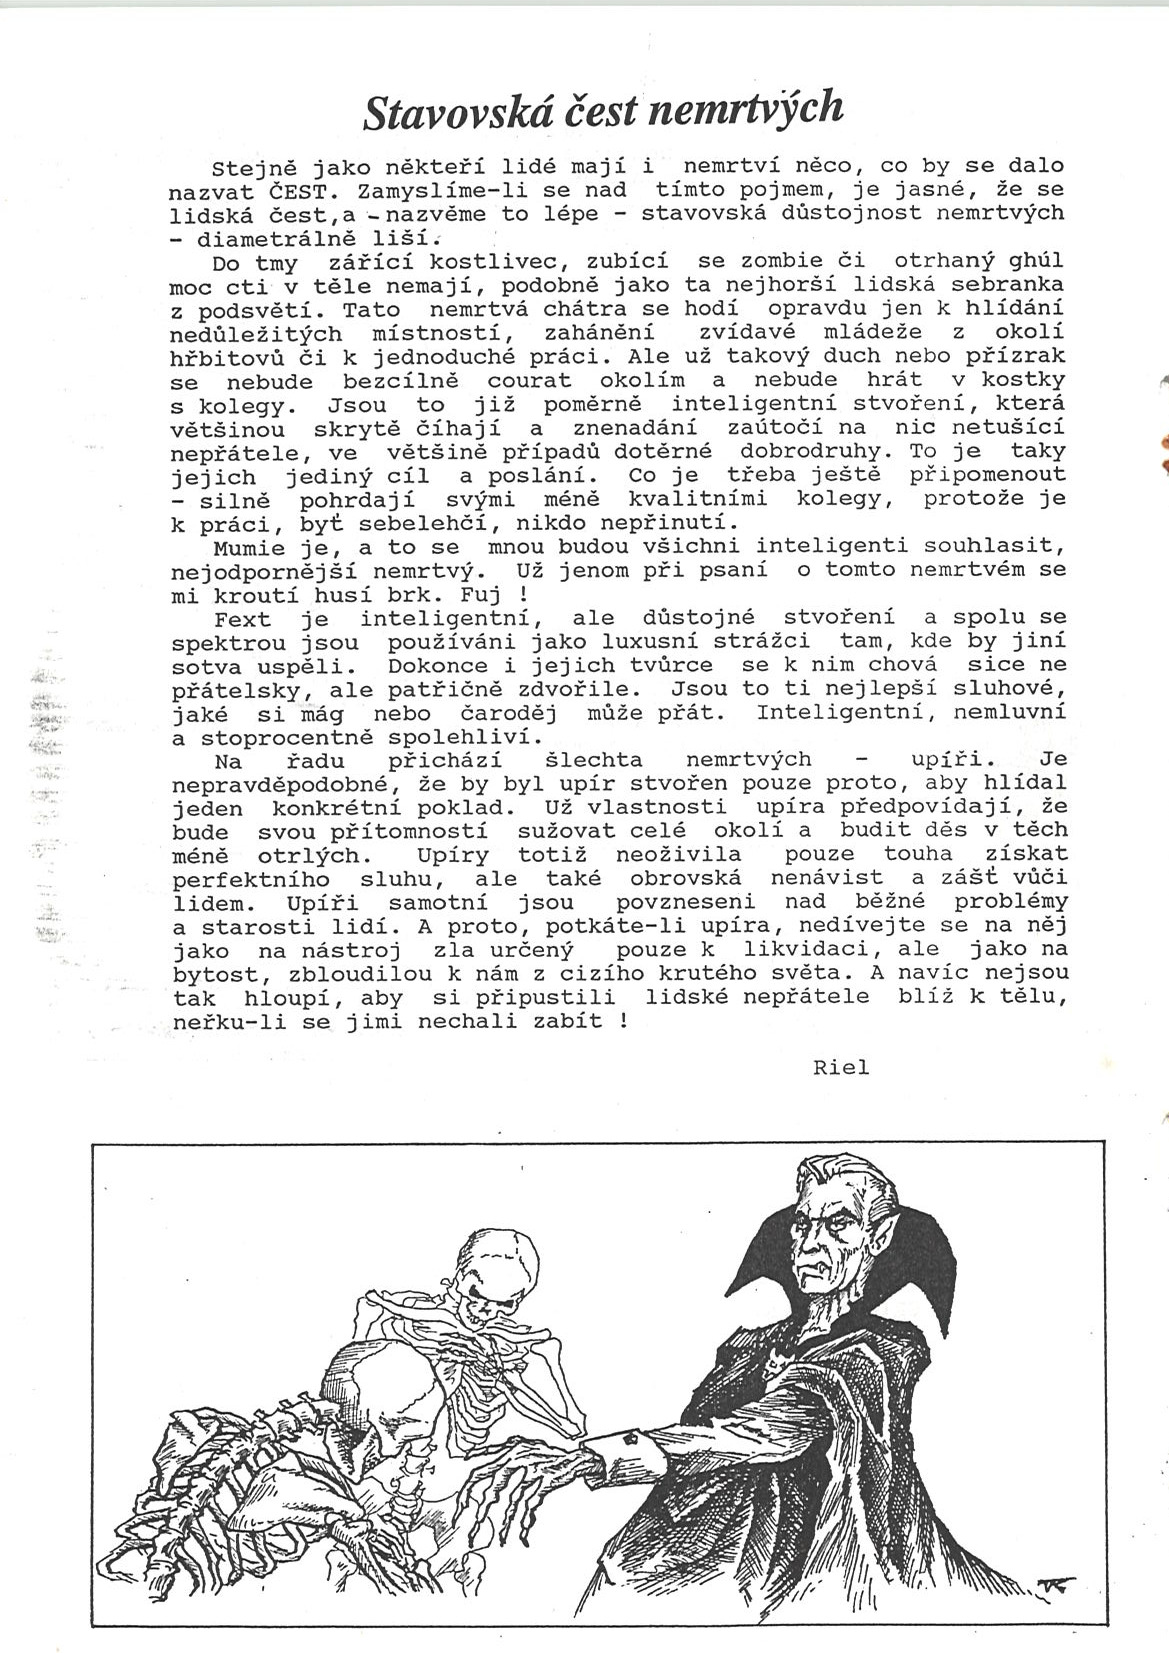 Stavovská čest nemrtvých
Stejně jako někteří lidé mají i nemrtví něco, co by se dalo
nazvat ČEST. Zamyslíme-li se nad tímto pojmem, je jasné, že se
lidská čest,a - nazvěme to lépe - stavovská důstojnost nemrtvých
- diametrálně liší.
Do tmy zářící kostlivec, zubící se zombie či otrhaný ghúl
moc cti v těle nemají, podobně jako ta nejhorší lidská sebranka
z podsvětí. Tato nemrtvá chátra se hodí opravdu jen k hlídání
nedůležitých místností, zahánění zvídavé mládeže z okolí
hřbitovů či k jednoduché práci. Ale už takový duch nebo přízrak
se nebude bezcílně courat okolím a nebude hrát v kostky
s kolegy. Jsou to již poměrně inteligentní stvoření, která
většinou skrytě číhají a znenadání zaútočí na nic netušící
nepřátele, ve většině případů dotěrné dobrodruhy. To je taky
jejich jediný cíl a poslání. Co je třeba ještě připomenout
- silně pohrdají svými méně kvalitními kolegy, protože je
k práci, byť sebelehčí, nikdo nepřinutí.
Mumie je, a to se mnou budou všichni inteligenti souhlasit,
nejodpornější nemrtvý. Už jenom při psaní o tomto nemrtvém se
mi kroutí husí brk. Fuj !
Fext je inteligentní, ale důstojné stvoření a spolu se
spektrou jsou používáni jako luxusní strážci tam, kde by jiní
sotva uspěli. Dokonce i jejich tvůrce se k nim chová sice ne
přátelsky, ale patřičně zdvořile. Jsou to ti nejlepší sluhové,
jaké si mág nebo čaroděj může přát. Inteligentní, nemluvní
a stoprocentně spolehliví.
Na řadu přichází šlechta nemrtvých - upíři. Je
nepravděpodobné, že by byl upír stvořen pouze proto, aby hlídal
jeden konkrétní poklad. Už vlastnosti upíra předpovídají, že
bude svou přítomností sužovat celé okolí a budit děs v těch
méně otrlých. Upíry totiž neoživila pouze touha získat
perfektního sluhu, ale také obrovská nenávist a zášť vůči
lidem. Upíři samotní jsou povzneseni nad běžné problémy
a starosti lidí. A proto, potkáte-li upíra, nedívejte se na něj
jako na nástroj zla určený pouze k likvidaci, ale jako na
bytost, zbloudilou k nám z cizího krutého světa. A navíc nejsou
tak hloupí, aby si připustili lidské nepřátele blíž k tělu,
neřku-li se jimi nechali zabít !
Riel